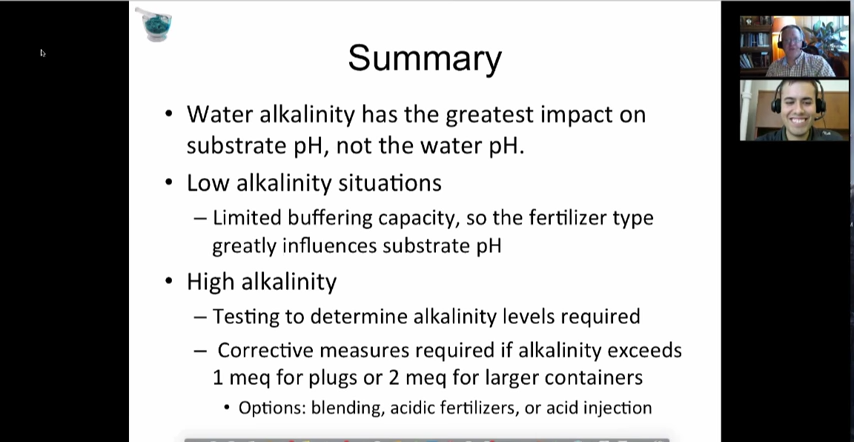 Summary
• Water alkalinity has the greatest impact on
substrate pH, not the water pH.
• Low alkalinity situations
– Limited buffering capacity, so the fertilizer type
greatly influences substrate pH
• High alkalinity
– Testing to determine alkalinity levels required
– Corrective measures required if alkalinity exceeds
1 meq for plugs or 2 meq for larger containers
• Options: blending, acidic fertilizers, or acid injection